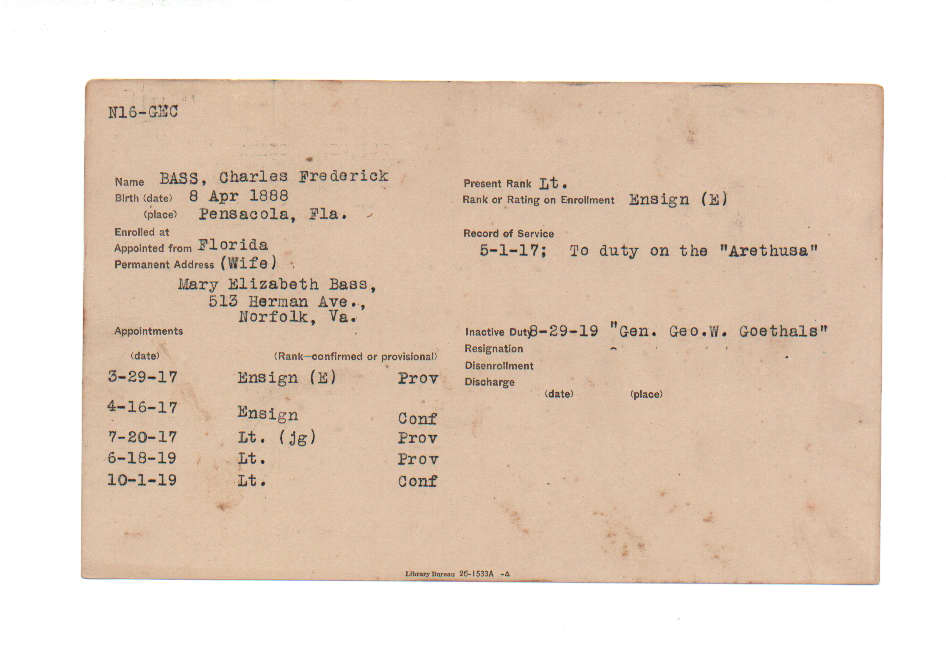 N16-GEC
Name BASS, Charles Frederick
Birth (date) 8 Apr 1888
(place) Pensacola, Fla.
Enrolled at
Appointed from Florida
Permanent Address (Wife)
Mary Elizabeth Bass,
513 Herman Ave.,
Norfolk, Va.
Appointments
(date) (Rank—confirmed or provisional)
3-29-17 Ensign (E) Prov
4-16-17 Ensign Conf
7-20-17 Lt. (jg) Prov
6-18-19 Lt. Prov
10-1-19 Lt. Conf
Present Rank Lt.
Rank or Rating on Enrollment Ensign (E)
Record of Service
5-1-17; To duty on the "Arethusa"
Inactive Duty 8-29-19 "Gen. Geo.W. Goethals"
Resignation
Disenrollment
Discharge
(date) (place)
Library Bureau 26-1533A -A